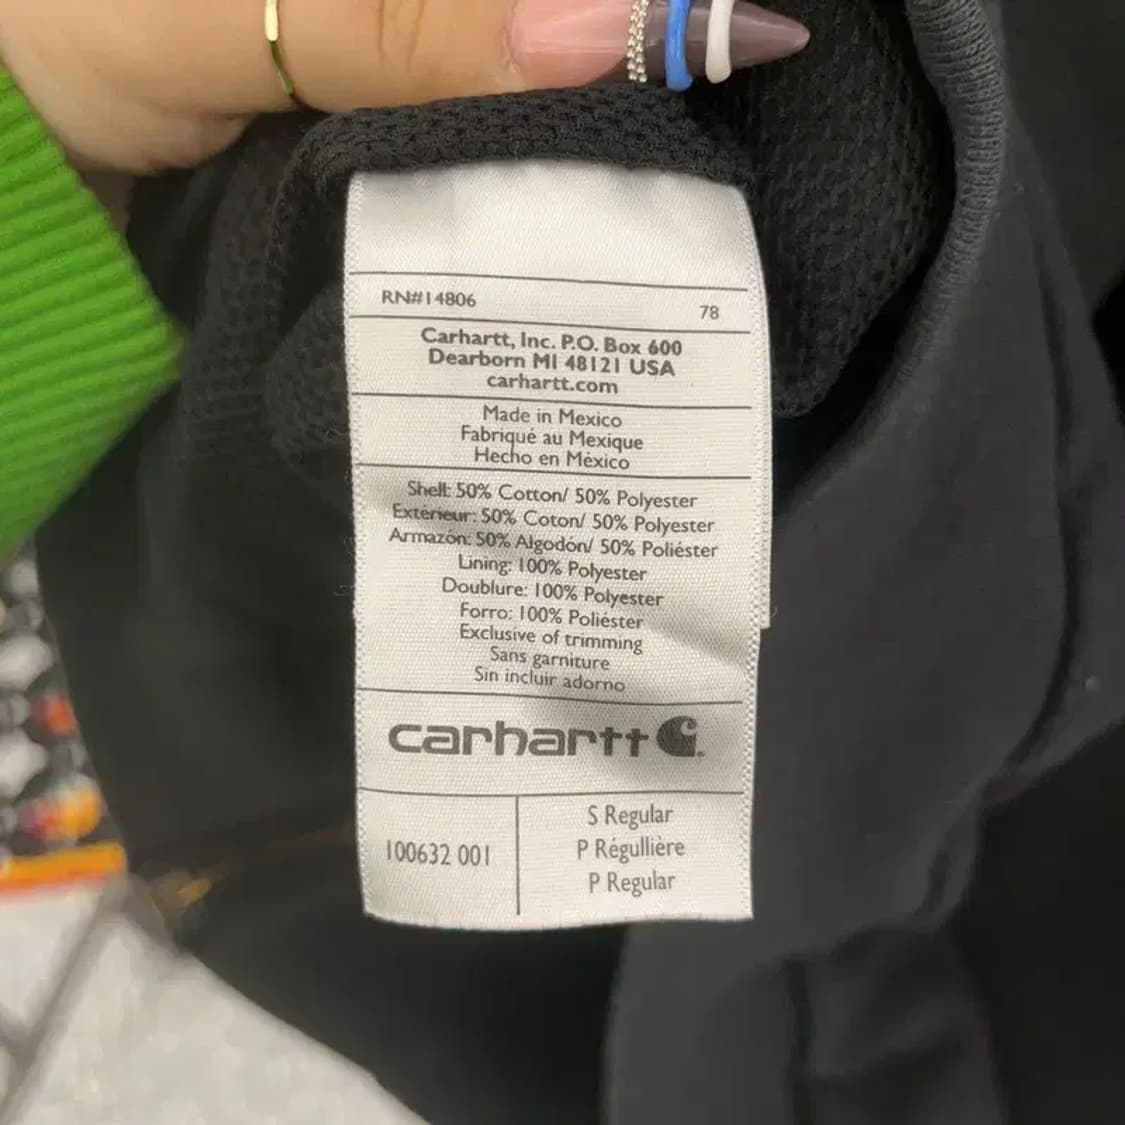 RN#14806 78
Carhartt, Inc. P.O. Box 600
Dearborn MI 48121 USA
carhartt.com
Made in Mexico
Fabriqué au Mexique
Hecho en México
Shell: 50% Cotton/ 50% Polyester
Exterieur: 50% Coton/ 50% Polyester
Armazón: 50% Algodón/ 50% Poliéster
Lining: 100% Polyester
Doublure: 100% Polyester
Forro: 100% Poliéster
Exclusive of trimming
Sans garniture
Sin incluir adorno
carhartt
100632 001
S Regular
P Régullière
P Regular